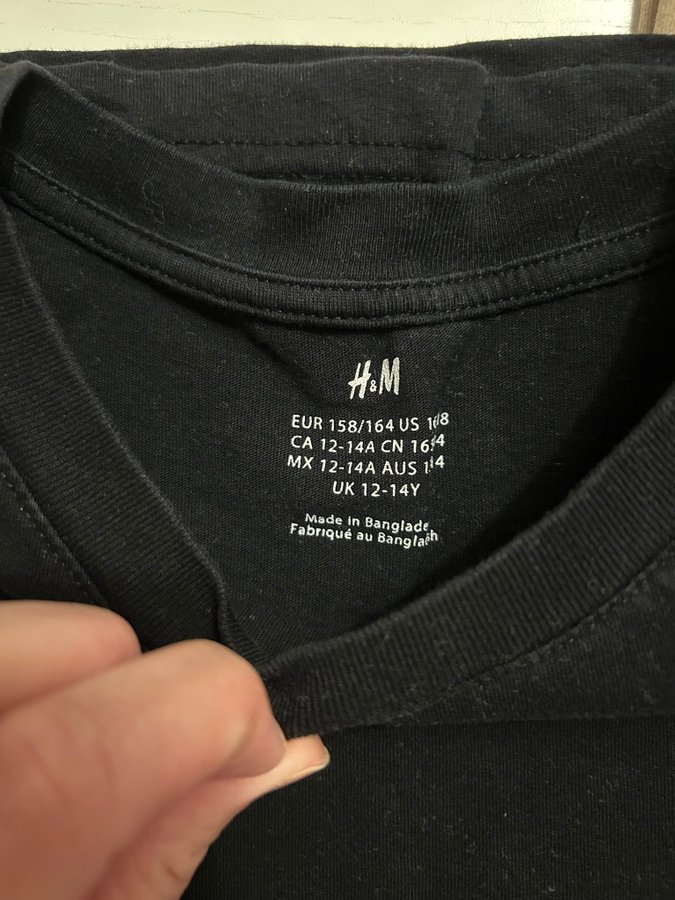 H&M
EUR 158/164 US
CA 12-14A CN
MX 12-14A AUS
UK 12-14Y
Made in
Fabriqué au